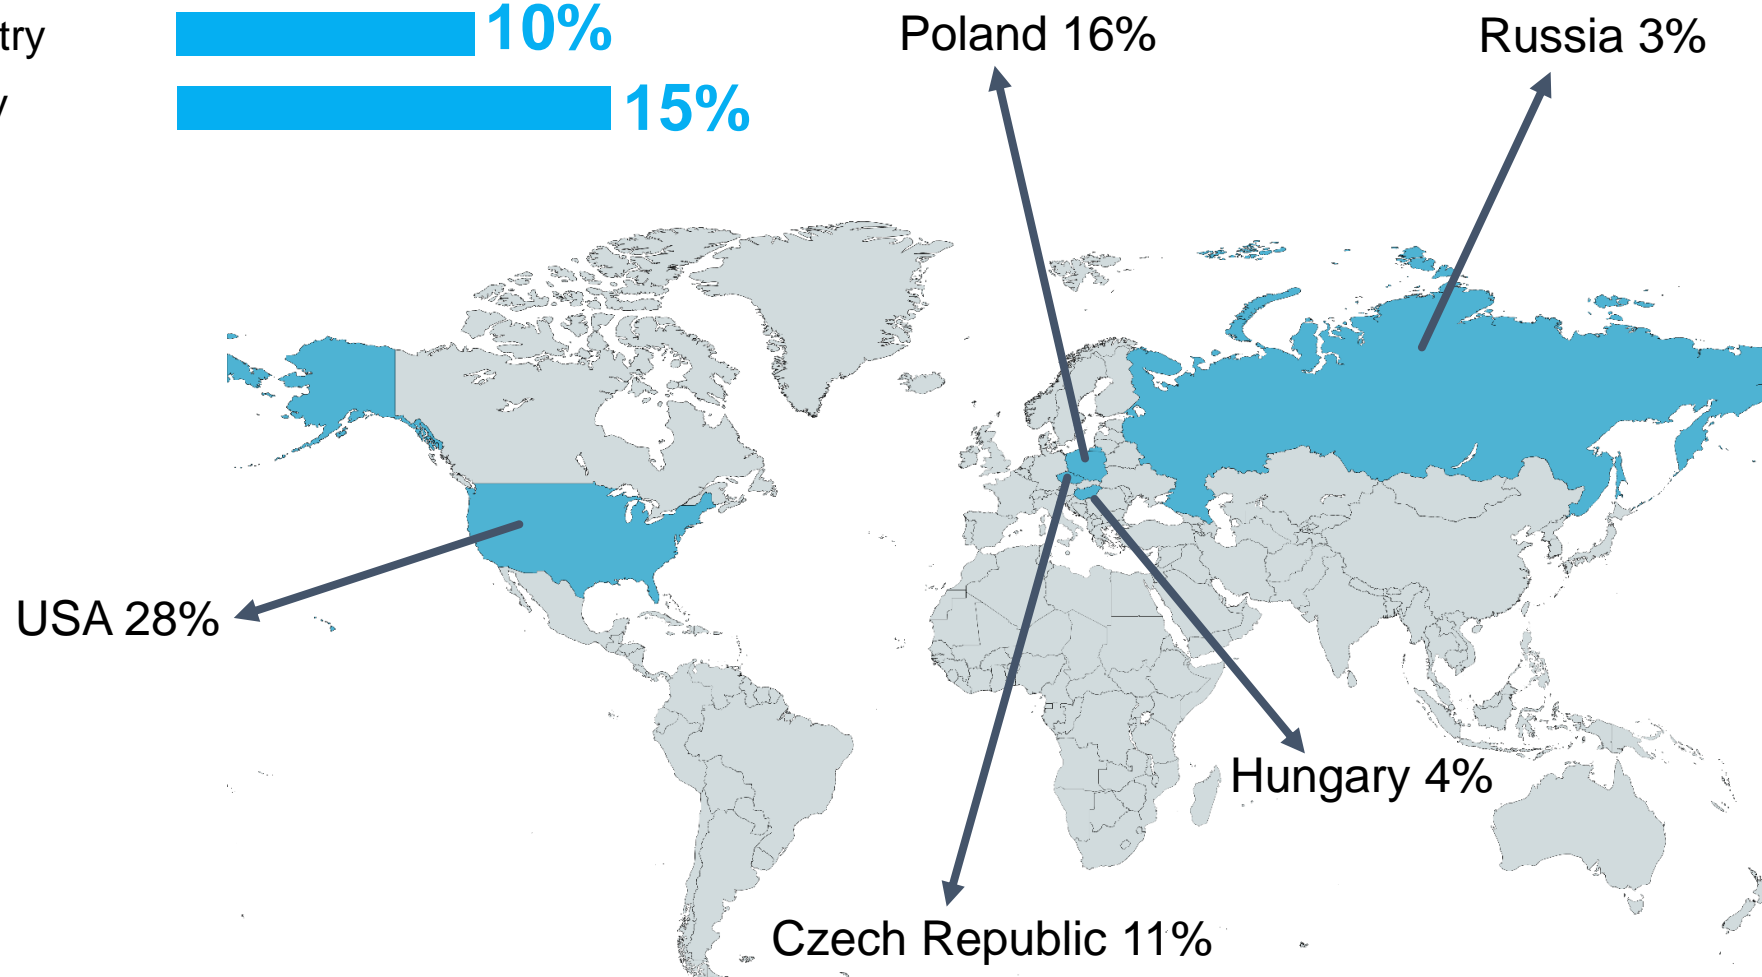 try 10%
y 15%
Poland 16%
Russia 3%
USA 28%
Hungary 4%
Czech Republic 11%